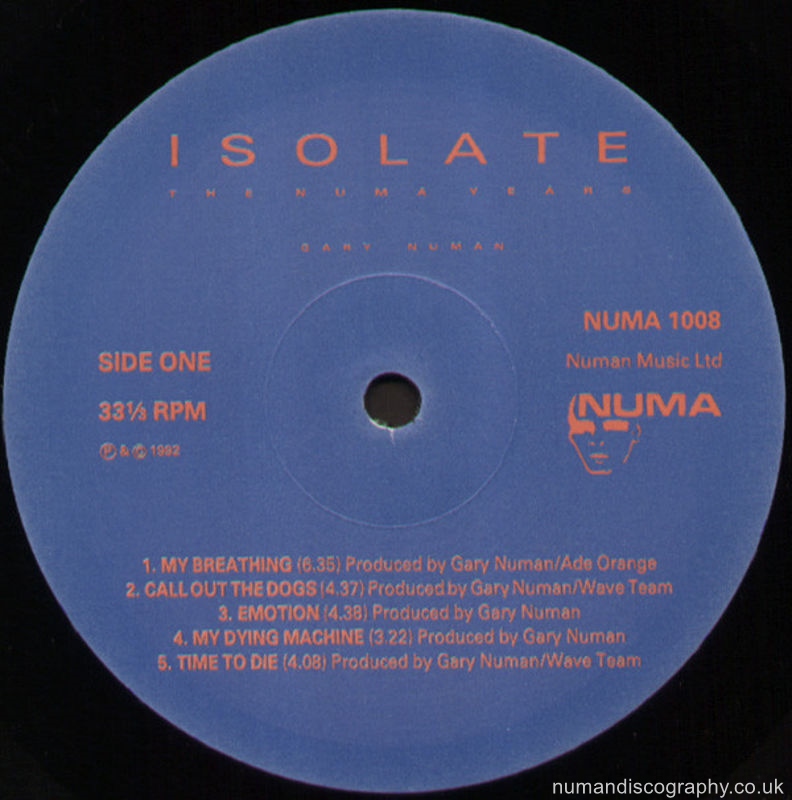 ISOLATE
THE NUMA YEARS
GARY NUMAN
NUMA 1008
SIDE ONE
Numan Music Ltd
33⅓ RPM
NUMA
Ⓟ & © 1992
1. MY BREATHING (6.35) Produced by Gary Numan/Ade Orange
2. CALL OUT THE DOGS (4.37) Produced by Gary Numan/Wave Team
3. EMOTION (4.38) Produced by Gary Numan
4. MY DYING MACHINE (3.22) Produced by Gary Numan
5. TIME TO DIE (4.08) Produced by Gary Numan/Wave Team
numandiscography.co.uk